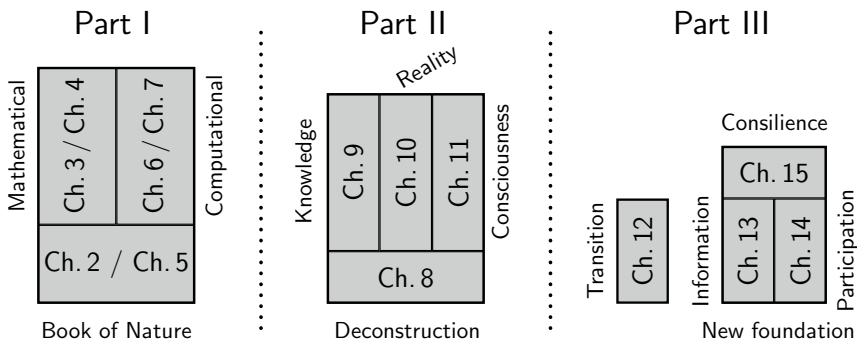 Part I
Mathematical
Ch. 3 / Ch. 4
Ch. 6 / Ch. 7
Computational
Ch. 2 / Ch. 5
Book of Nature
Part II
Reality
Knowledge
Ch. 9
Ch. 10
Ch. 11
Consciousness
Ch. 8
Deconstruction
Part III
Transition
Ch. 12
Consilience
Ch. 15
Information
Ch. 13
Ch. 14
Participation
New foundation